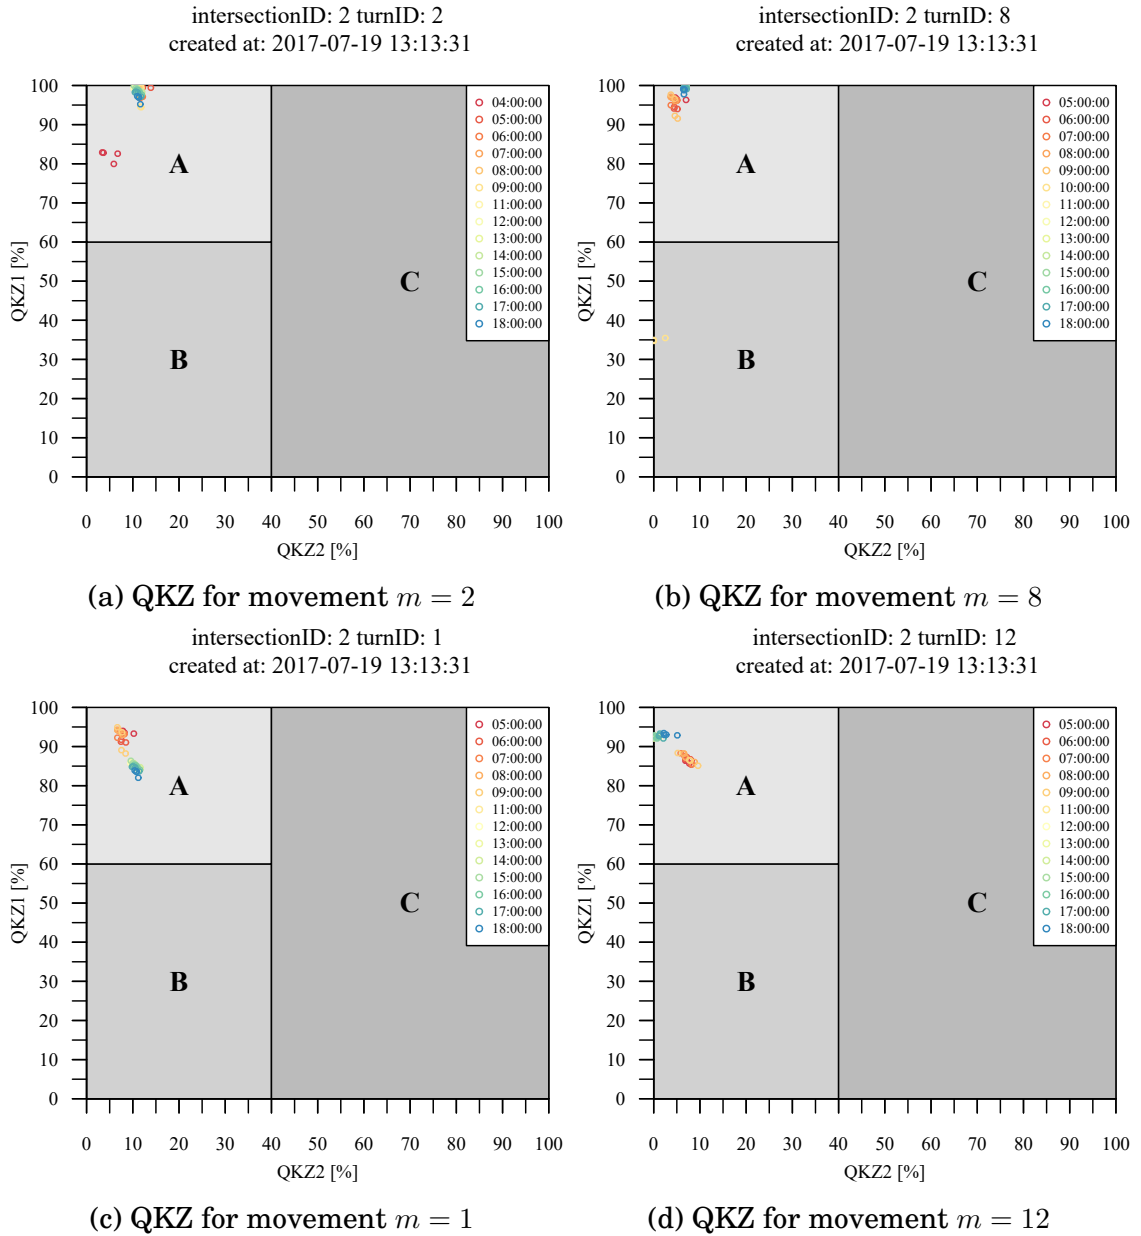 intersectionID: 2 turnID: 2
created at: 2017-07-19 13:13:31
100
90
80
70
60
50
40
30
20
10
0
QKZ1 [%]
A
B
C
04:00:00
05:00:00
06:00:00
07:00:00
08:00:00
09:00:00
11:00:00
12:00:00
13:00:00
14:00:00
15:00:00
16:00:00
17:00:00
18:00:00
0 10 20 30 40 50 60 70 80 90 100
QKZ2 [%]
(a) QKZ for movement m = 2
intersectionID: 2 turnID: 8
created at: 2017-07-19 13:13:31
100
90
80
70
60
50
40
30
20
10
0
QKZ1 [%]
A
B
C
05:00:00
06:00:00
07:00:00
08:00:00
09:00:00
10:00:00
11:00:00
12:00:00
13:00:00
14:00:00
15:00:00
16:00:00
17:00:00
18:00:00
0 10 20 30 40 50 60 70 80 90 100
QKZ2 [%]
(b) QKZ for movement m = 8
intersectionID: 2 turnID: 1
created at: 2017-07-19 13:13:31
100
90
80
70
60
50
40
30
20
10
0
QKZ1 [%]
A
B
C
05:00:00
06:00:00
07:00:00
08:00:00
09:00:00
11:00:00
12:00:00
13:00:00
14:00:00
15:00:00
16:00:00
17:00:00
18:00:00
0 10 20 30 40 50 60 70 80 90 100
QKZ2 [%]
(c) QKZ for movement m = 1
intersectionID: 2 turnID: 12
created at: 2017-07-19 13:13:31
100
90
80
70
60
50
40
30
20
10
0
QKZ1 [%]
A
B
C
05:00:00
06:00:00
07:00:00
08:00:00
09:00:00
11:00:00
12:00:00
13:00:00
14:00:00
15:00:00
16:00:00
17:00:00
18:00:00
0 10 20 30 40 50 60 70 80 90 100
QKZ2 [%]
(d) QKZ for movement m = 12